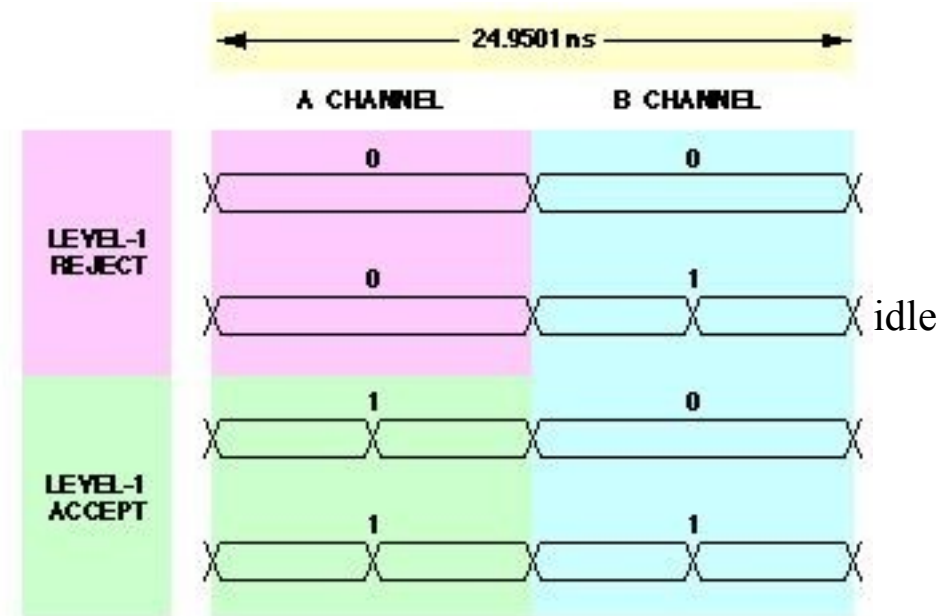 24.9501 ns
A CHANNEL B CHANNEL
0 0
LEVEL-1
REJECT
0 1
idle
1 0
LEVEL-1
ACCEPT
1 1